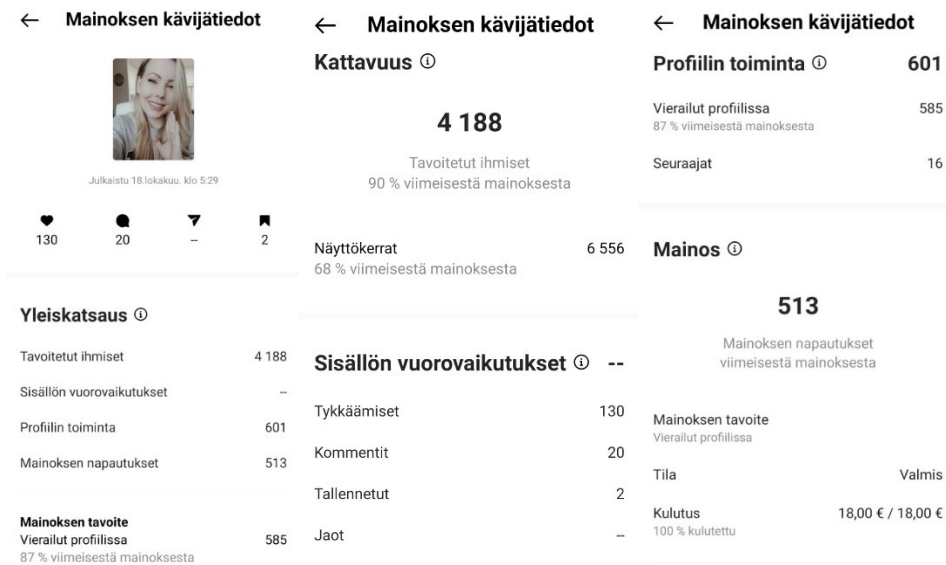 ← Mainoksen kävijätiedot
Julkaistu 18.lokakuu. klo 5:29
130 20 -- 2
Yleiskatsaus
Tavoitetut ihmiset 4 188
Sisällön vuorovaikutukset --
Profiilin toiminta 601
Mainoksen napautukset 513
Mainoksen tavoite
Vierailut profiilissa 585
87 % viimeisestä mainoksesta
← Mainoksen kävijätiedot
Kattavuus
4 188
Tavoitetut ihmiset
90 % viimeisestä mainoksesta
Näyttökerrat 6 556
68 % viimeisestä mainoksesta
Sisällön vuorovaikutukset --
Tykkäämiset 130
Kommentit 20
Tallennetut 2
Jaot --
← Mainoksen kävijätiedot
Profiilin toiminta 601
Vierailut profiilissa 585
87 % viimeisestä mainoksesta
Seuraajat 16
Mainos
513
Mainoksen napautukset
viimeisestä mainoksesta
Mainoksen tavoite
Vierailut profiilissa
Tila Valmis
Kulutus 18,00 € / 18,00 €
100 % kulutettu